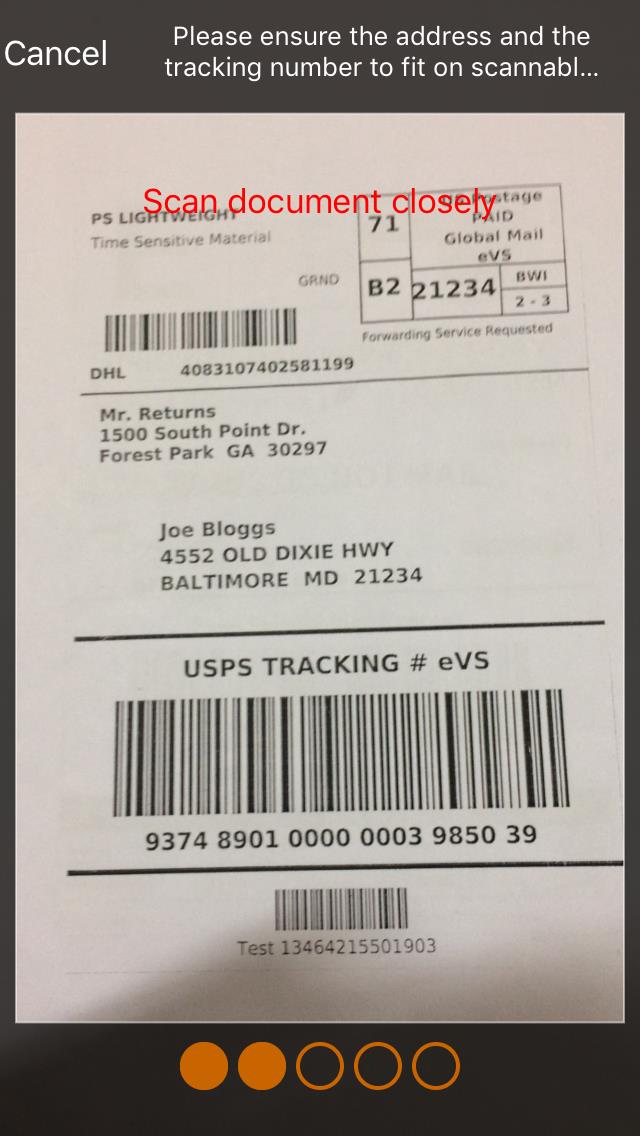 Cancel
Please ensure the address and the
tracking number to fit on scannabl...
Scan document closely
PS LIGHTWEIGHT
Time Sensitive Material
GRND
71
US Postage
PAID
Global Mail
eVS
B2
21234
BWI
2 - 3
Forwarding Service Requested
DHL 4083107402581199
Mr. Returns
1500 South Point Dr.
Forest Park GA 30297
Joe Bloggs
4552 OLD DIXIE HWY
BALTIMORE MD 21234
USPS TRACKING # eVS
9374 8901 0000 0003 9850 39
Test 13464215501903